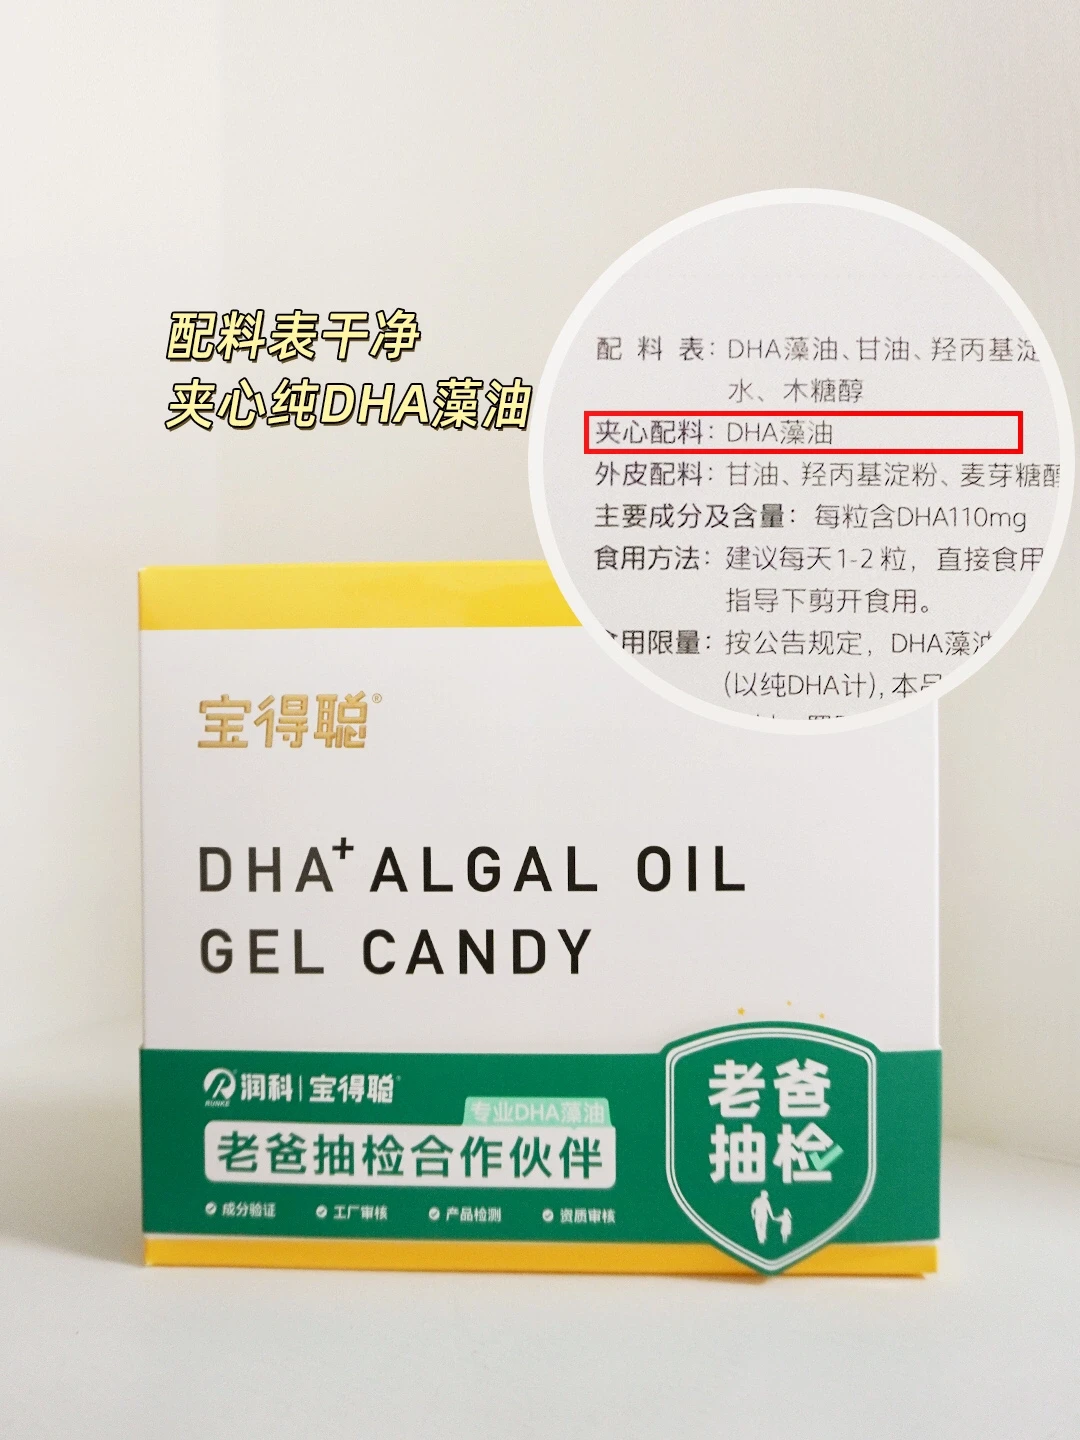 配料表干净
夹心纯DHA藻油
配 料 表：DHA藻油、甘油、羟丙基淀
水、木糖醇
夹心配料：DHA藻油
外皮配料：甘油、羟丙基淀粉、麦芽糖醇
主要成分及含量：每粒含DHA110mg
食用方法：建议每天1-2粒，直接食用
指导下剪开食用。
食用限量：按公告规定，DHA藻油
(以纯DHA计)，本品
宝得聪®
DHA+ ALGAL OIL
GEL CANDY
RUNKE 润科 | 宝得聪®
专业DHA藻油
老爸抽检合作伙伴
成分验证 工厂审核 产品检测 资质审核
老爸
抽检